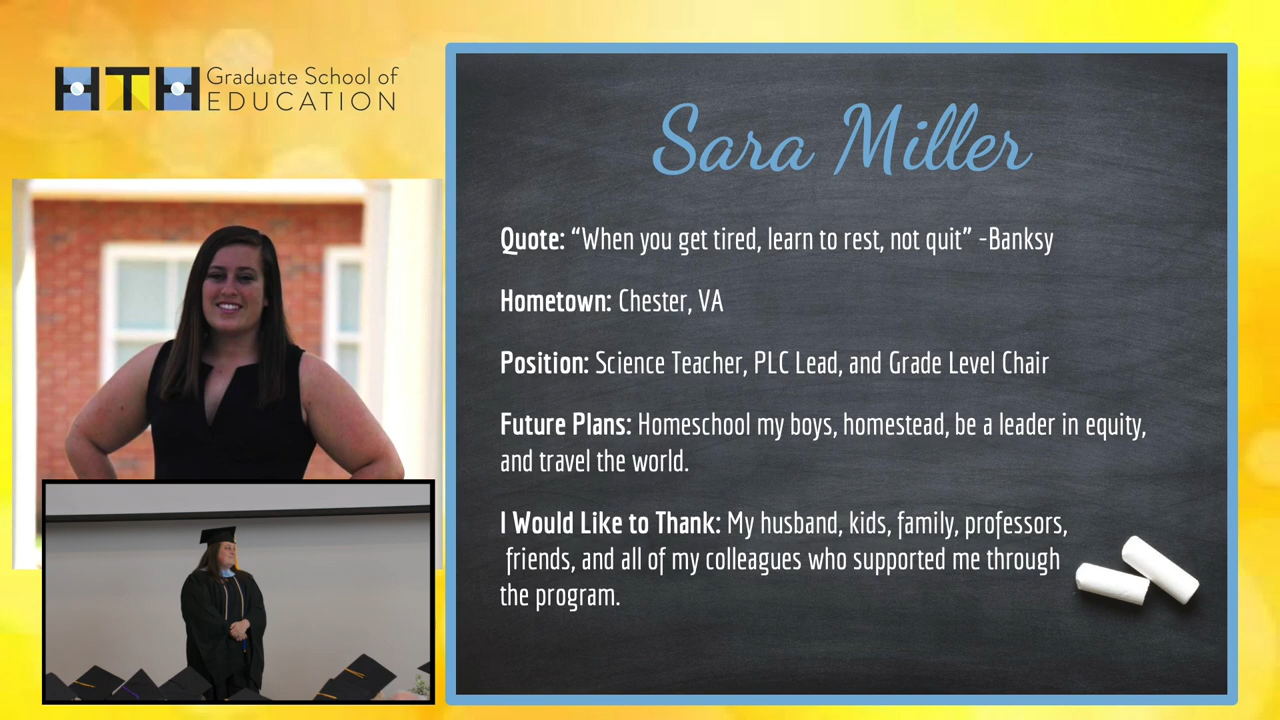 HTH Graduate School of
EDUCATION
Sara Miller
Quote: “When you get tired, learn to rest, not quit” -Banksy
Hometown: Chester, VA
Position: Science Teacher, PLC Lead, and Grade Level Chair
Future Plans: Homeschool my boys, homestead, be a leader in equity,
and travel the world.
I Would Like to Thank: My husband, kids, family, professors,
friends, and all of my colleagues who supported me through
the program.